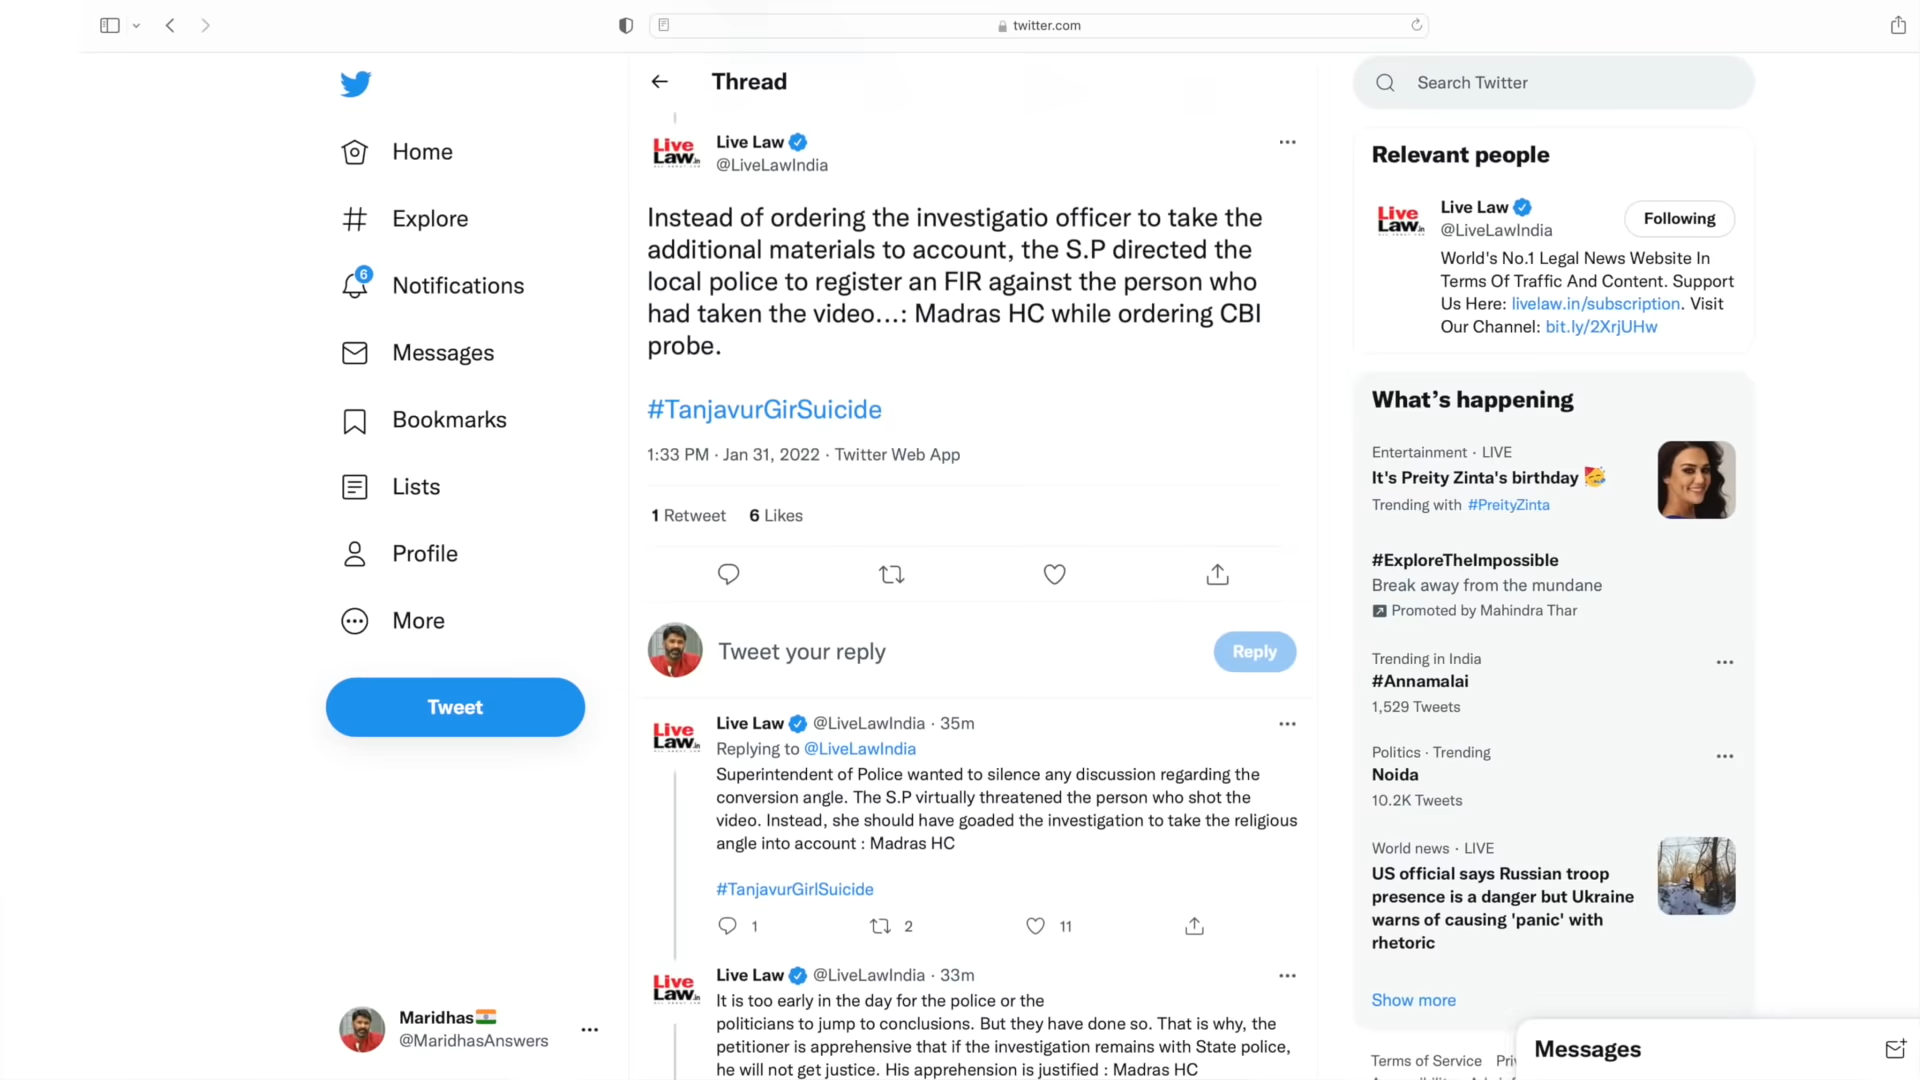 twitter.com
Thread
Search Twitter
Live Law
@LiveLawIndia
Live
Law.in
Home
Explore
6
Notifications
Messages
Bookmarks
Lists
Profile
More
Tweet
Maridhas
@MaridhasAnswers
Instead of ordering the investigatio officer to take the
additional materials to account, the S.P directed the
local police to register an FIR against the person who
had taken the video...: Madras HC while ordering CBI
probe.
#TanjavurGirSuicide
1:33 PM · Jan 31, 2022 · Twitter Web App
1 Retweet 6 Likes
Tweet your reply
Reply
Live
Law.in
Live Law @LiveLawIndia · 35m
Replying to @LiveLawIndia
Superintendent of Police wanted to silence any discussion regarding the
conversion angle. The S.P virtually threatened the person who shot the
video. Instead, she should have goaded the investigation to take the religious
angle into account : Madras HC
#TanjavurGirlSuicide
1 2 11
Live
Law.in
Live Law @LiveLawIndia · 33m
It is too early in the day for the police or the
politicians to jump to conclusions. But they have done so. That is why, the
petitioner is apprehensive that if the investigation remains with State police,
he will not get justice. His apprehension is justified : Madras HC
Relevant people
Live
Law.in
Live Law
@LiveLawIndia
Following
World's No.1 Legal News Website In
Terms Of Traffic And Content. Support
Us Here: livelaw.in/subscription. Visit
Our Channel: bit.ly/2XrjUHw
What's happening
Entertainment · LIVE
It's Preity Zinta's birthday
Trending with #PreityZinta
#ExploreTheImpossible
Break away from the mundane
Promoted by Mahindra Thar
Trending in India
#Annamalai
1,529 Tweets
Politics · Trending
Noida
10.2K Tweets
World news · LIVE
US official says Russian troop
presence is a danger but Ukraine
warns of causing 'panic' with
rhetoric
Show more
Terms of Service
Messages